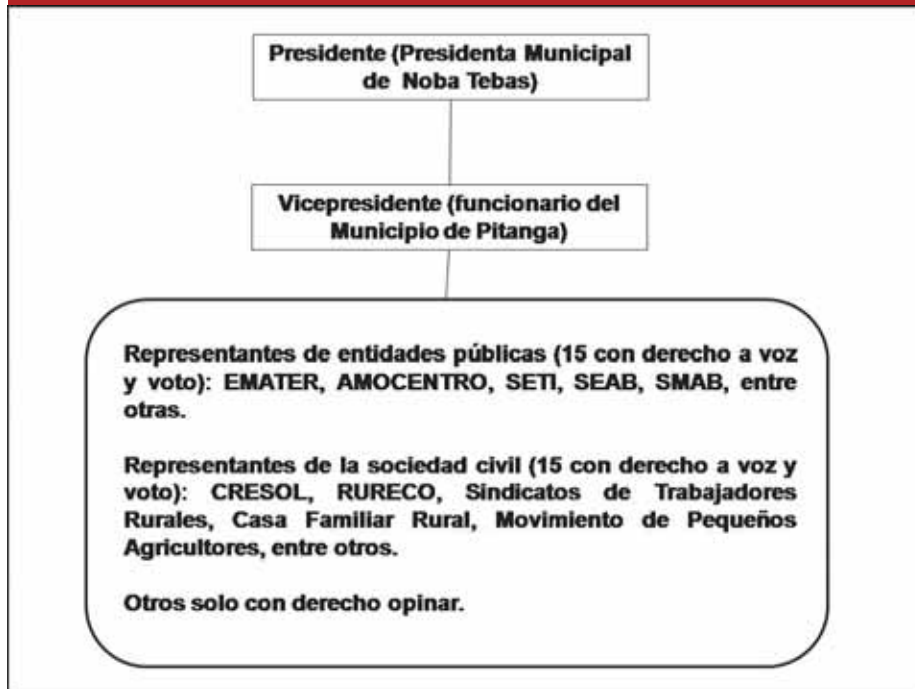 Presidente (Presidenta Municipal
de Noba Tebas)
Vicepresidente (funcionario del
Municipio de Pitanga)
Representantes de entidades públicas (15 con derecho a voz
y voto): EMATER, AMOCENTRO, SETI, SEAB, SMAB, entre
otras.
Representantes de la sociedad civil (15 con derecho a voz y
voto): CRESOL, RURECO, Sindicatos de Trabajadores
Rurales, Casa Familiar Rural, Movimiento de Pequeños
Agricultores, entre otros.
Otros solo con derecho opinar.